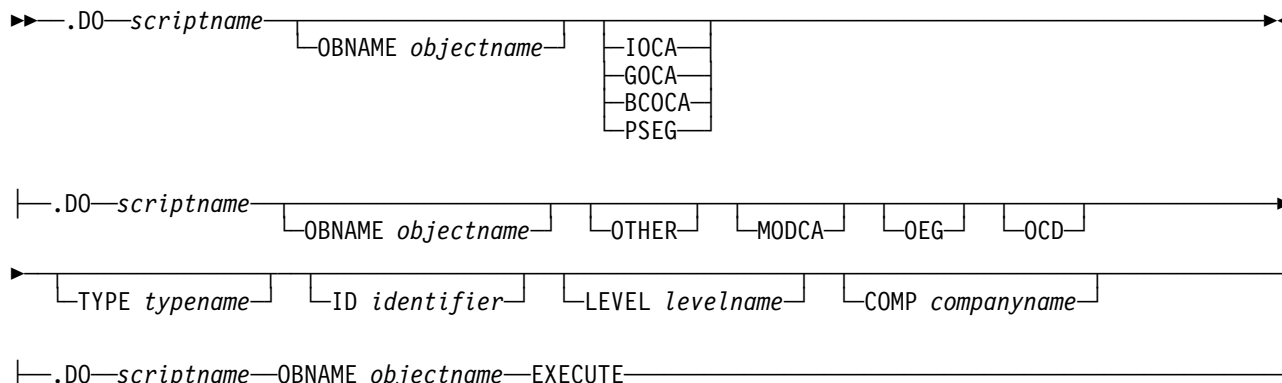 .DO scriptname
OBNAME objectname
IOCA
GOCA
BCOCA
PSEG
.DO scriptname
OBNAME objectname OTHER MODCA OEG OCD
TYPE typename ID identifier LEVEL levelname COMP companyname
.DO scriptname OBNAME objectname EXECUTE